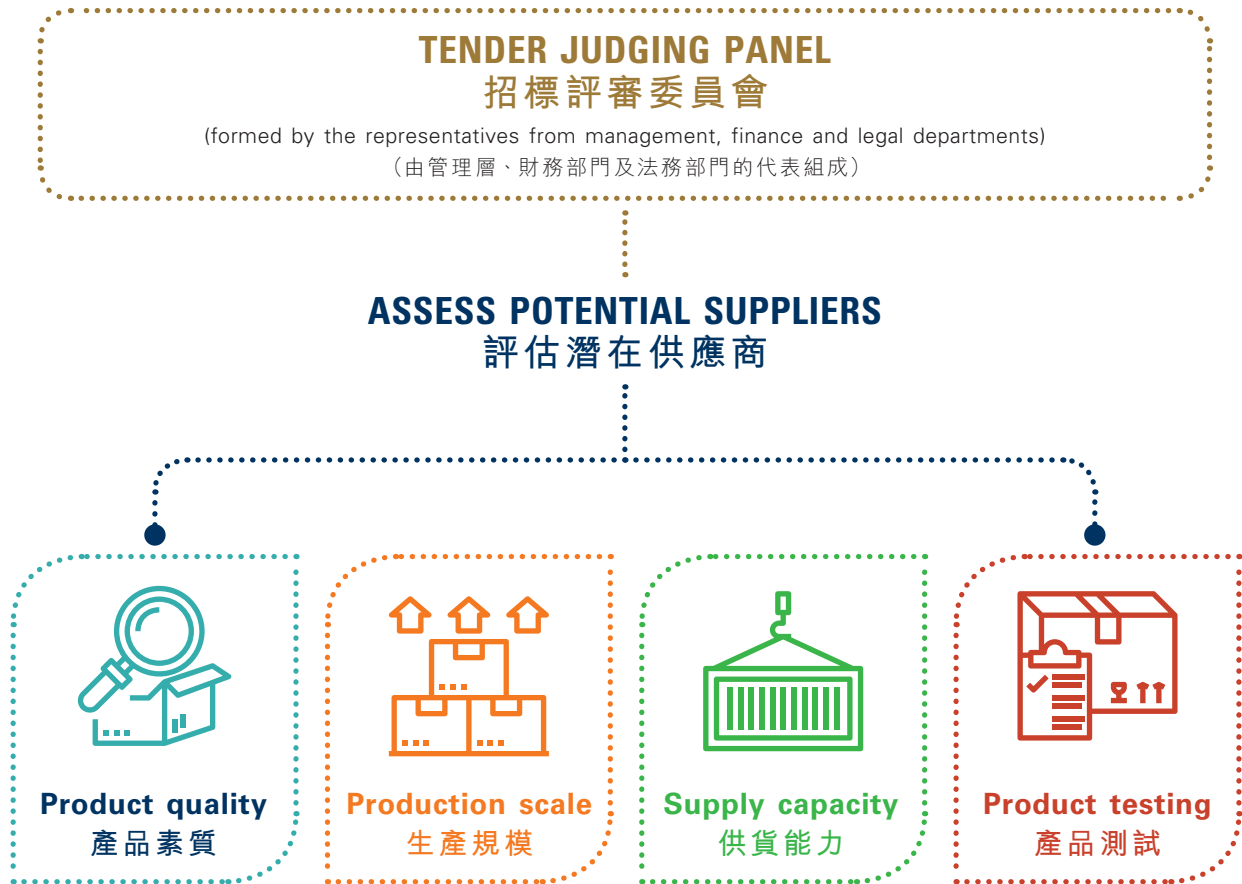 TENDER JUDGING PANEL
招標評審委員會
(formed by the representatives from management, finance and legal departments)
（由管理層、財務部門及法務部門的代表組成）
ASSESS POTENTIAL SUPPLIERS
評估潛在供應商
Product quality
產品素質
Production scale
生產規模
Supply capacity
供貨能力
Product testing
產品測試